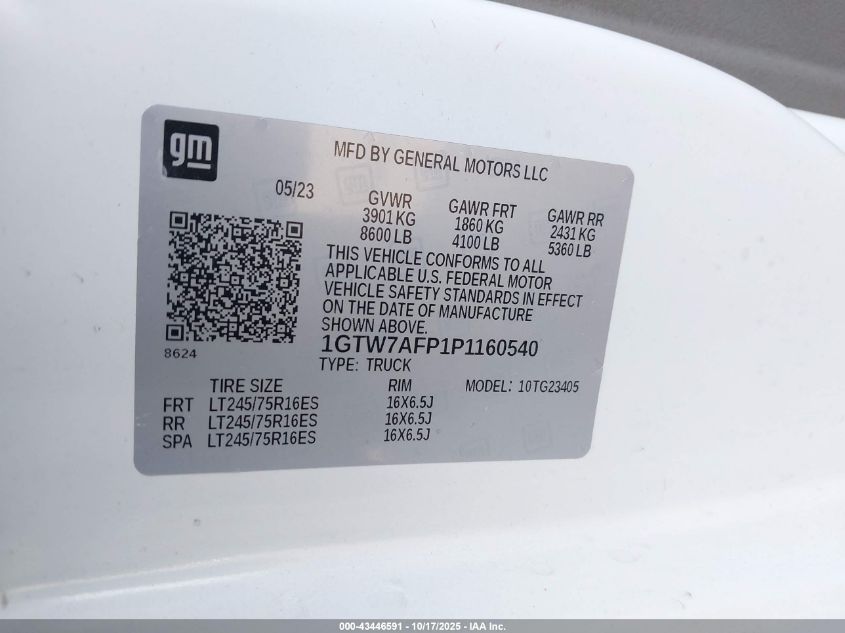 gm
MFD BY GENERAL MOTORS LLC
05/23
GVWR
3901 KG
8600 LB
GAWR FRT
1860 KG
4100 LB
GAWR RR
2431 KG
5360 LB
THIS VEHICLE CONFORMS TO ALL
APPLICABLE U.S. FEDERAL MOTOR
VEHICLE SAFETY STANDARDS IN EFFECT
ON THE DATE OF MANUFACTURE
SHOWN ABOVE.
8624
1GTW7AFP1P1160540
TYPE: TRUCK
TIRE SIZE RIM MODEL: 10TG23405
FRT LT245/75R16ES 16X6.5J
RR LT245/75R16ES 16X6.5J
SPA LT245/75R16ES 16X6.5J
000-43446591 - 10/17/2025 - IAA Inc.